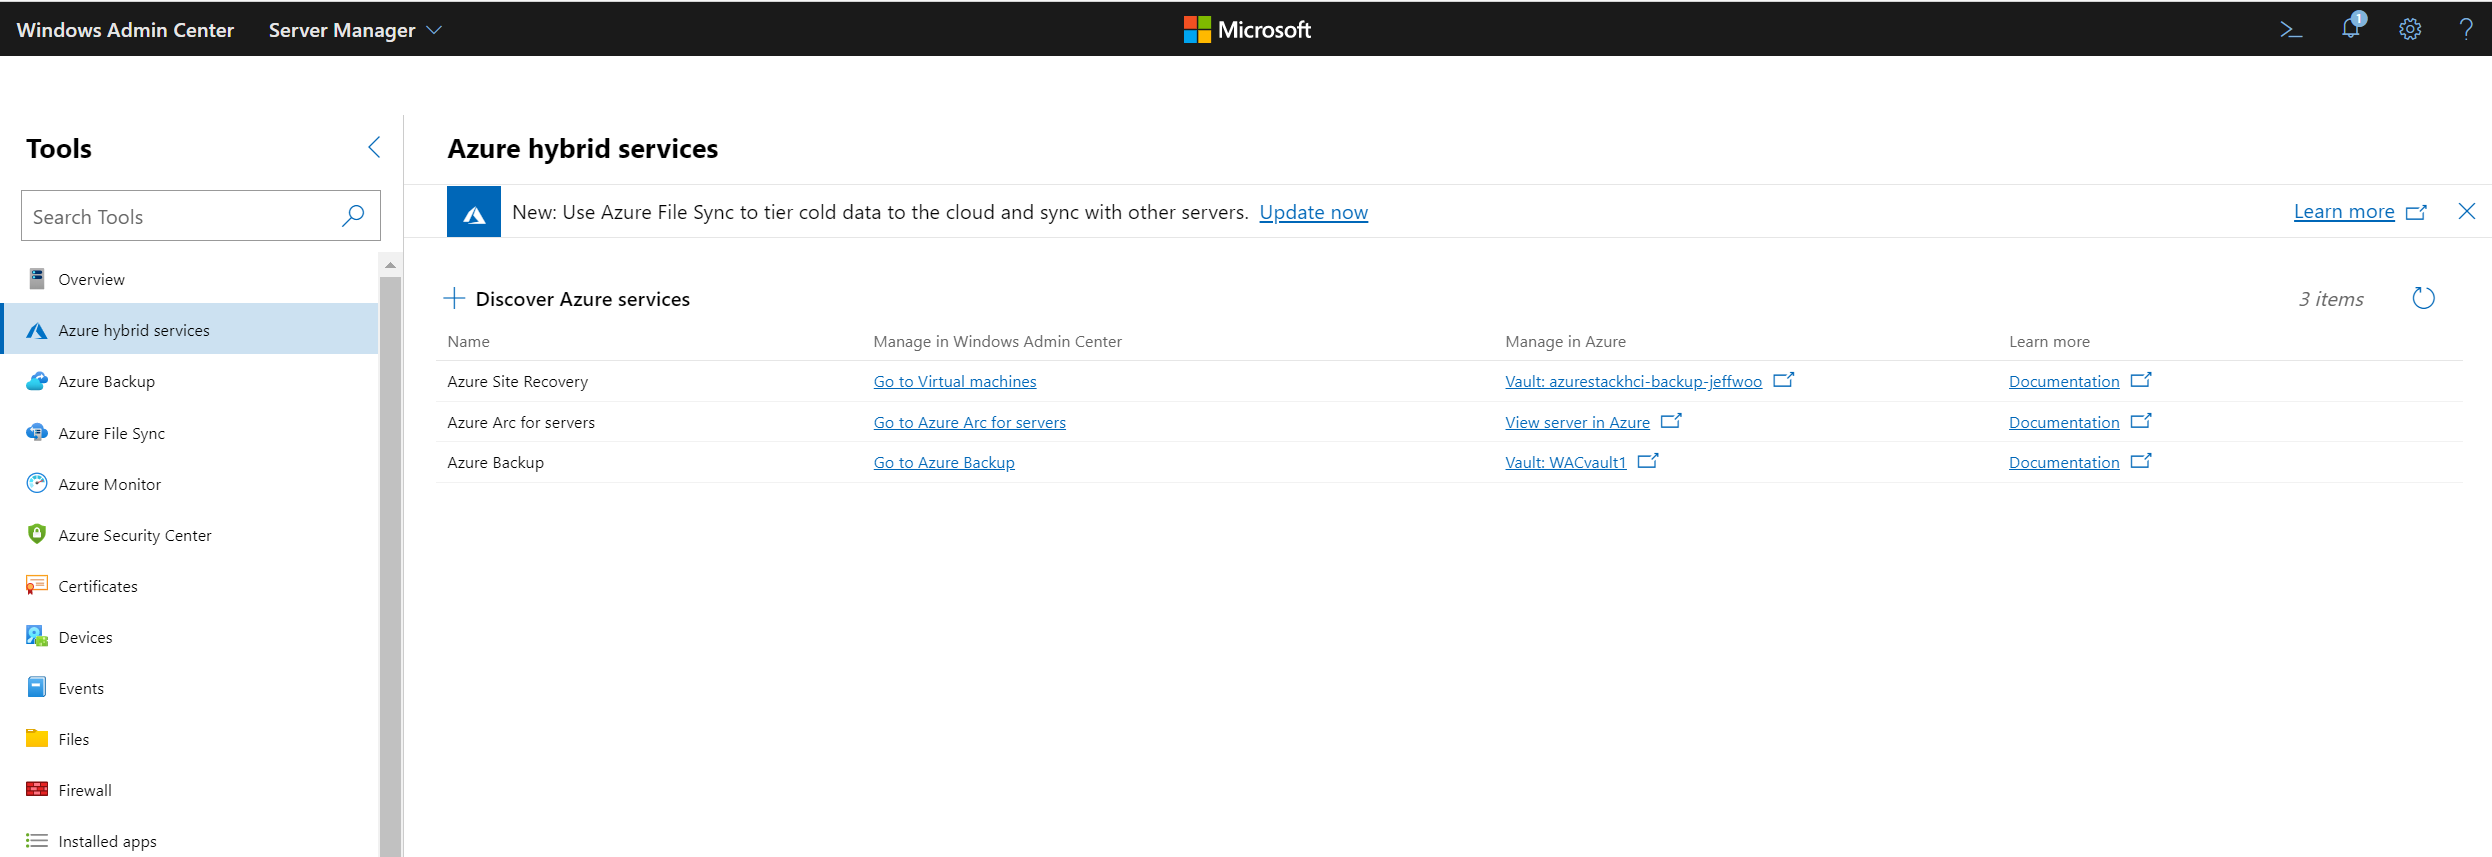 Windows Admin Center Server Manager Microsoft 1
Tools
Search Tools
Overview
Azure hybrid services
Azure Backup
Azure File Sync
Azure Monitor
Azure Security Center
Certificates
Devices
Events
Files
Firewall
Installed apps
Azure hybrid services
New: Use Azure File Sync to tier cold data to the cloud and sync with other servers. Update now Learn more
Discover Azure services 3 items
Name Manage in Windows Admin Center Manage in Azure Learn more
Azure Site Recovery Go to Virtual machines Vault: azurestackhci-backup-jeffwoo Documentation
Azure Arc for servers Go to Azure Arc for servers View server in Azure Documentation
Azure Backup Go to Azure Backup Vault: WACvault1 Documentation